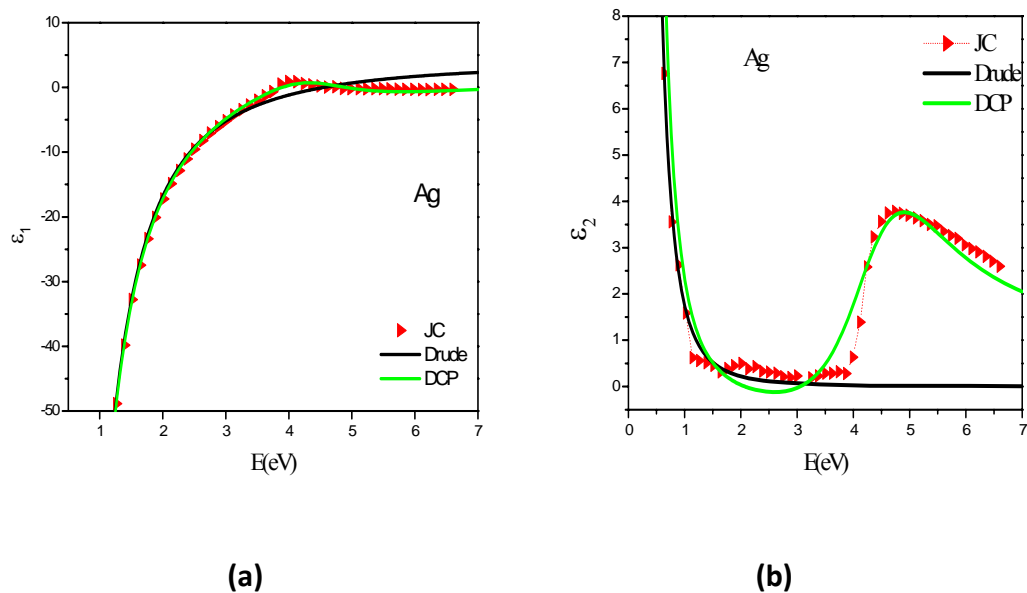 10
0
-10
-20
-30
-40
-50
ε1
Ag
JC
Drude
DCP
1 2 3 4 5 6 7
E(eV)
(a)
8
7
6
5
4
3
2
1
0
ε2
Ag
JC
Drude
DCP
0 1 2 3 4 5 6 7
E(eV)
(b)